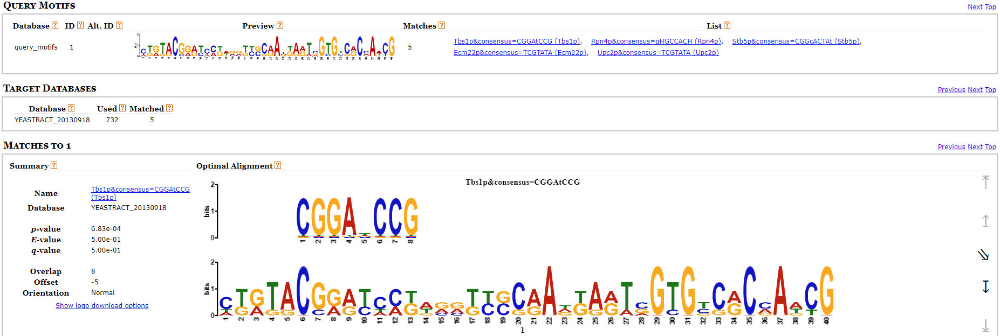 QUERY MOTIFS
Next Top
Database ? ID ? Alt. ID ? Preview ? Matches ? List ?
query_motifs 1 5 Tbs1p&consensus=CGGAtCCG (Tbs1p), Rpn4p&consensus=qHGCCACH (Rpn4p), Stb5p&consensus=CGGcACTAt (Stb5p),
Ecm22p&consensus=TCGTATA (Ecm22p), Upc2p&consensus=TCGTATA (Upc2p)
TARGET DATABASES
Previous Next Top
Database ? Used ? Matched ?
YEASTRACT_20130918 732 5
MATCHES TO 1
Previous Next Top
Summary ?
Name Tbs1p&consensus=CGGAtCCG
(Tbs1p)
Database YEASTRACT_20130918
p-value 6.83e-04
E-value 5.00e-01
q-value 5.00e-01
Overlap 8
Offset -5
Orientation Normal
Show logo download options
Optimal Alignment ?
Tbs1p&consensus=CGGAtCCG
2
bits
1
0
CGGA CCG
1 2 3 4 5 6 7 8
2
bits
1
0
1 2 3 4 5 6 7 8 9 10 11 12 13 14 15 16 17 18 19 20 21 22 23 24 25 26 27 28 29 30 31 32 33 34 35 36 37 38 39 40
1